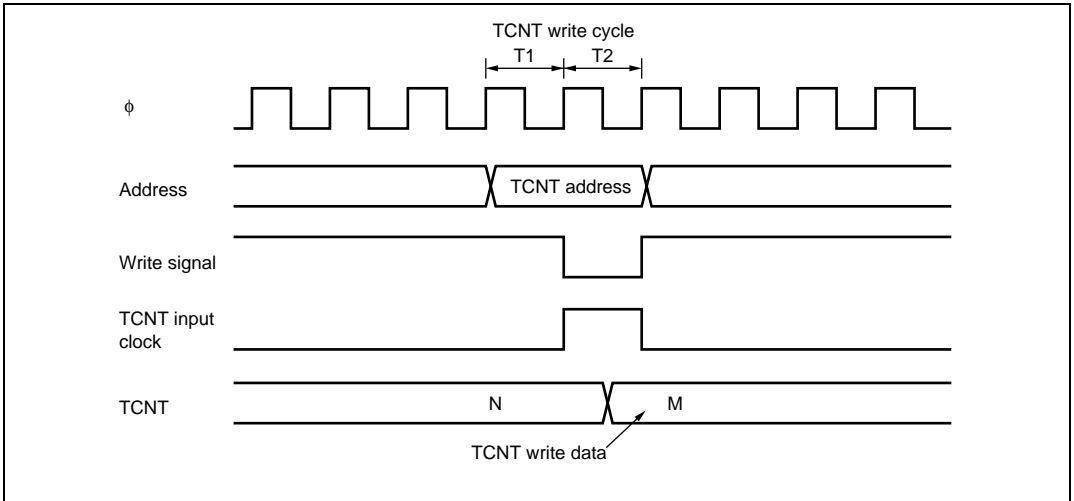 TCNT write cycle
T1 T2
ϕ
Address
TCNT address
Write signal
TCNT input
clock
TCNT
N
M
TCNT write data